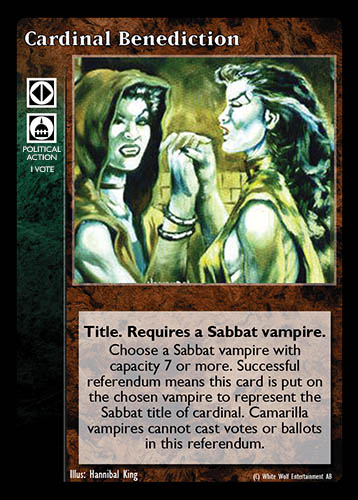 Cardinal Benediction
POLITICAL
ACTION
1 VOTE
Title. Requires a Sabbat vampire.
Choose a Sabbat vampire with
capacity 7 or more. Successful
referendum means this card is put on
the chosen vampire to represent the
Sabbat title of cardinal. Camarilla
vampires cannot cast votes or ballots
in this referendum.
Illus: Hannibal King
(C) White Wolf Entertainment AB